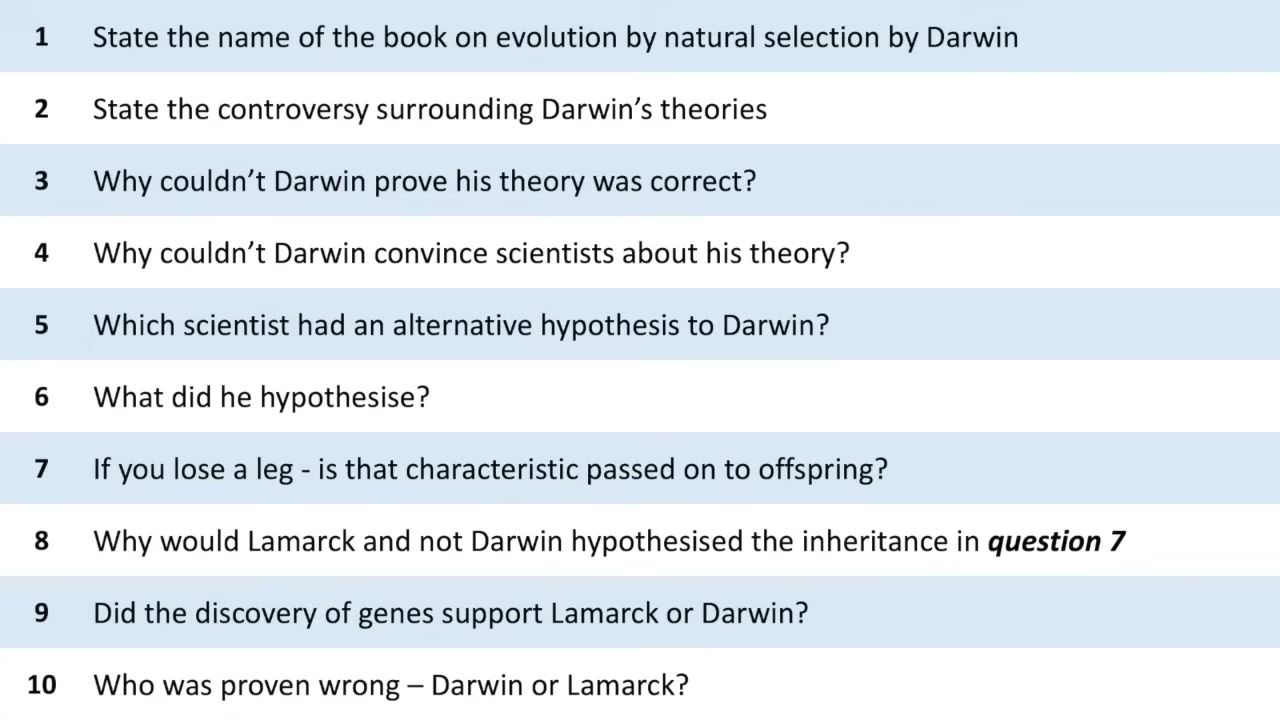 1 State the name of the book on evolution by natural selection by Darwin
2 State the controversy surrounding Darwin’s theories
3 Why couldn’t Darwin prove his theory was correct?
4 Why couldn’t Darwin convince scientists about his theory?
5 Which scientist had an alternative hypothesis to Darwin?
6 What did he hypothesise?
7 If you lose a leg - is that characteristic passed on to offspring?
8 Why would Lamarck and not Darwin hypothesised the inheritance in question 7
9 Did the discovery of genes support Lamarck or Darwin?
10 Who was proven wrong – Darwin or Lamarck?